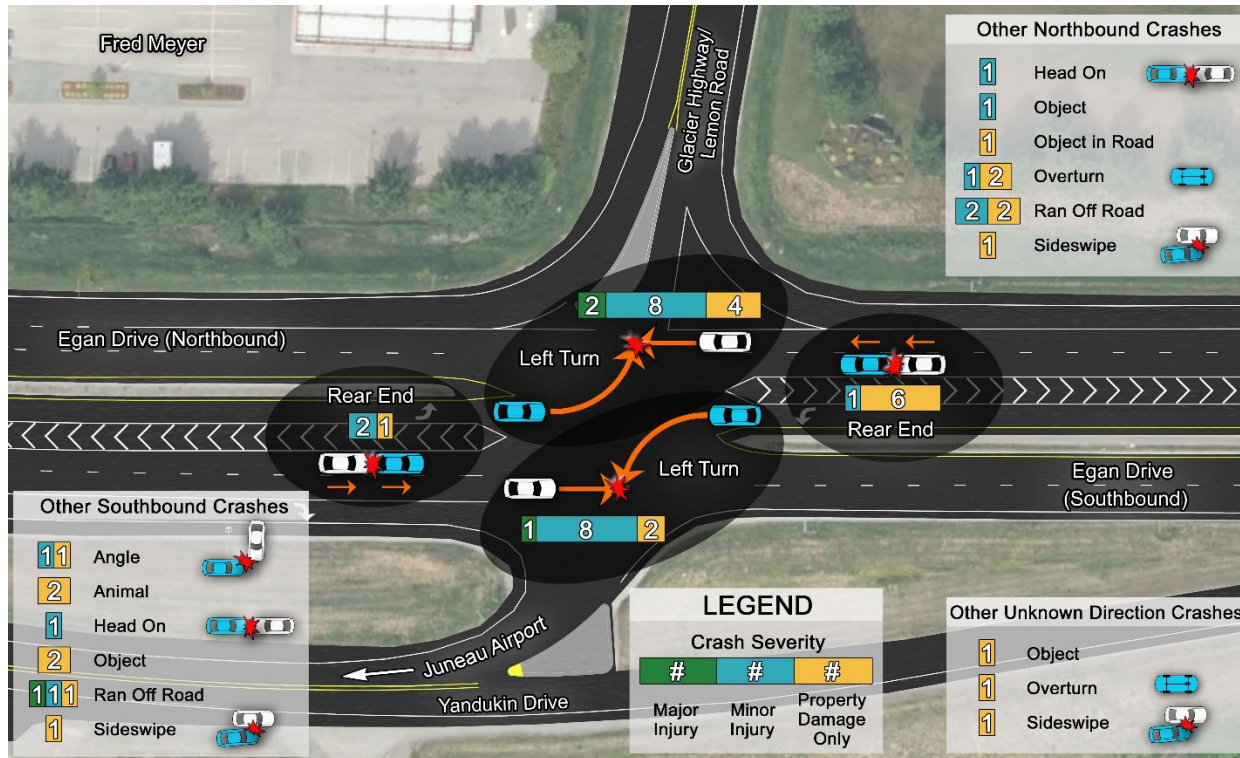 Fred Meyer
Glacier Highway/
Lemon Road
Other Northbound Crashes
1 Head On
1 Object
1 Object in Road
1 2 Overturn
2 2 Ran Off Road
1 Sideswipe
2 8 4
Egan Drive (Northbound)
Left Turn
Rear End
2 1
1 6
Rear End
Left Turn
Egan Drive
(Southbound)
1 8 2
Other Southbound Crashes
1 1 Angle
2 Animal
1 Head On
2 Object
1 1 1 Ran Off Road
1 Sideswipe
Juneau Airport
Yandukin Drive
LEGEND
Crash Severity
# # #
Major
Injury
Minor
Injury
Property
Damage
Only
Other Unknown Direction Crashes
1 Object
1 Overturn
1 Sideswipe